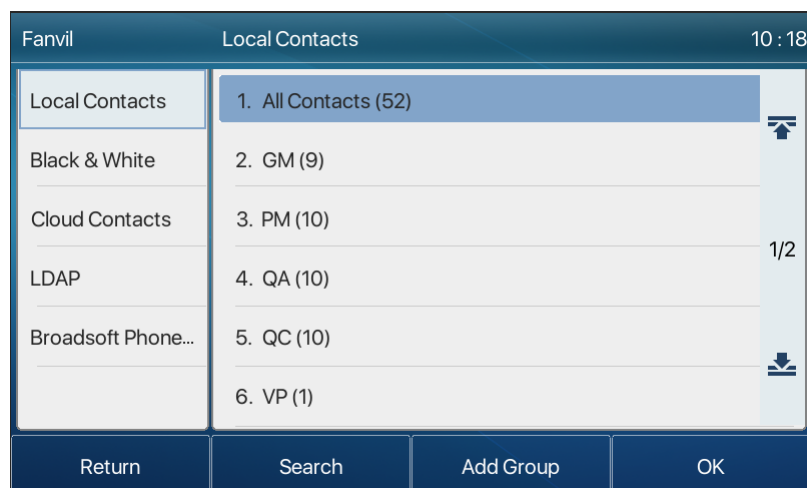 Fanvil Local Contacts 10 : 18
Local Contacts
Black & White
Cloud Contacts
LDAP
Broadsoft Phone...
1. All Contacts (52)
2. GM (9)
3. PM (10)
4. QA (10)
5. QC (10)
6. VP (1)
1/2
Return Search Add Group OK